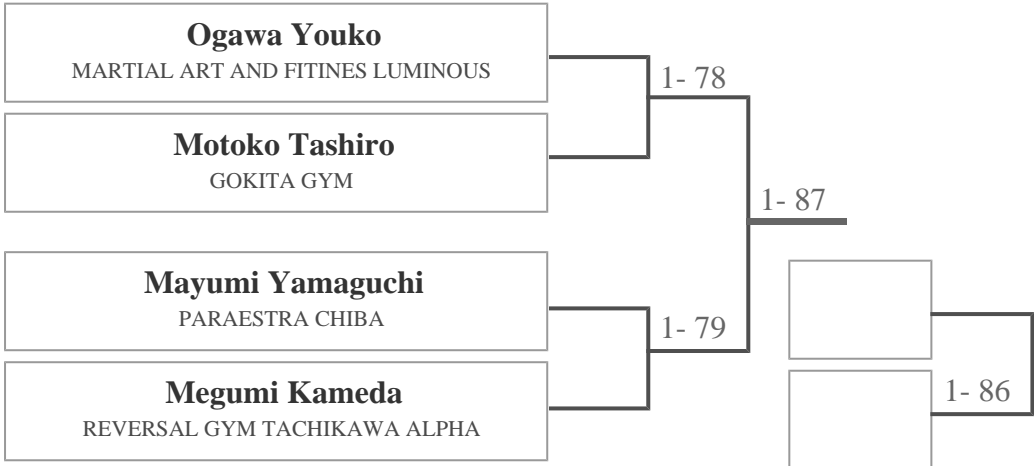 Ogawa Youko
MARTIAL ART AND FITINES LUMINOUS
1- 78
Motoko Tashiro
GOKITA GYM
1- 87
Mayumi Yamaguchi
PARAESTRA CHIBA
1- 79
Megumi Kameda
REVERSAL GYM TACHIKAWA ALPHA
1- 86